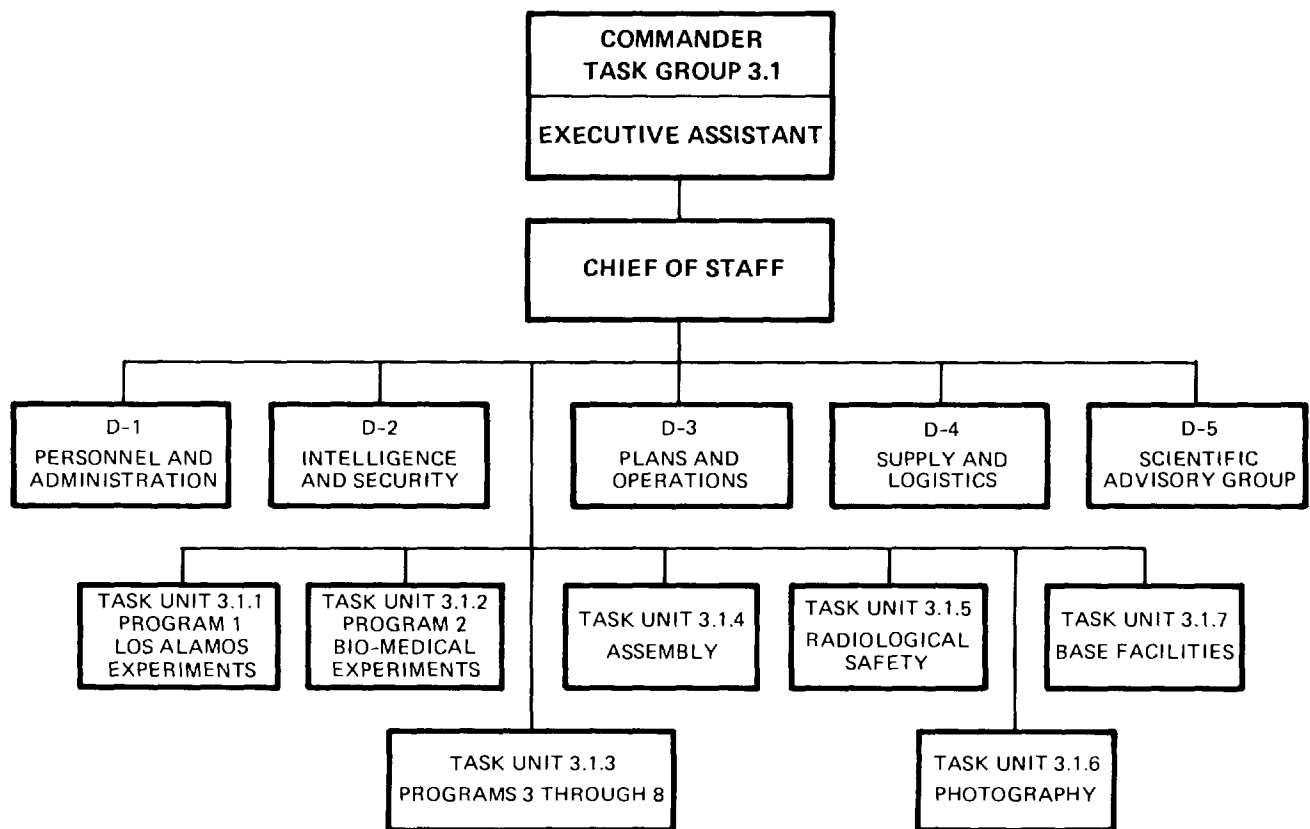 COMMANDER
TASK GROUP 3.1
EXECUTIVE ASSISTANT
CHIEF OF STAFF
D-1
PERSONNEL AND
ADMINISTRATION
D-2
INTELLIGENCE
AND SECURITY
D-3
PLANS AND
OPERATIONS
D-4
SUPPLY AND
LOGISTICS
D-5
SCIENTIFIC
ADVISORY GROUP
TASK UNIT 3.1.1
PROGRAM 1
LOS ALAMOS
EXPERIMENTS
TASK UNIT 3.1.2
PROGRAM 2
BIO-MEDICAL
EXPERIMENTS
TASK UNIT 3.1.4
ASSEMBLY
TASK UNIT 3.1.5
RADIOLOGICAL
SAFETY
TASK UNIT 3.1.7
BASE FACILITIES
TASK UNIT 3.1.3
PROGRAMS 3 THROUGH 8
TASK UNIT 3.1.6
PHOTOGRAPHY